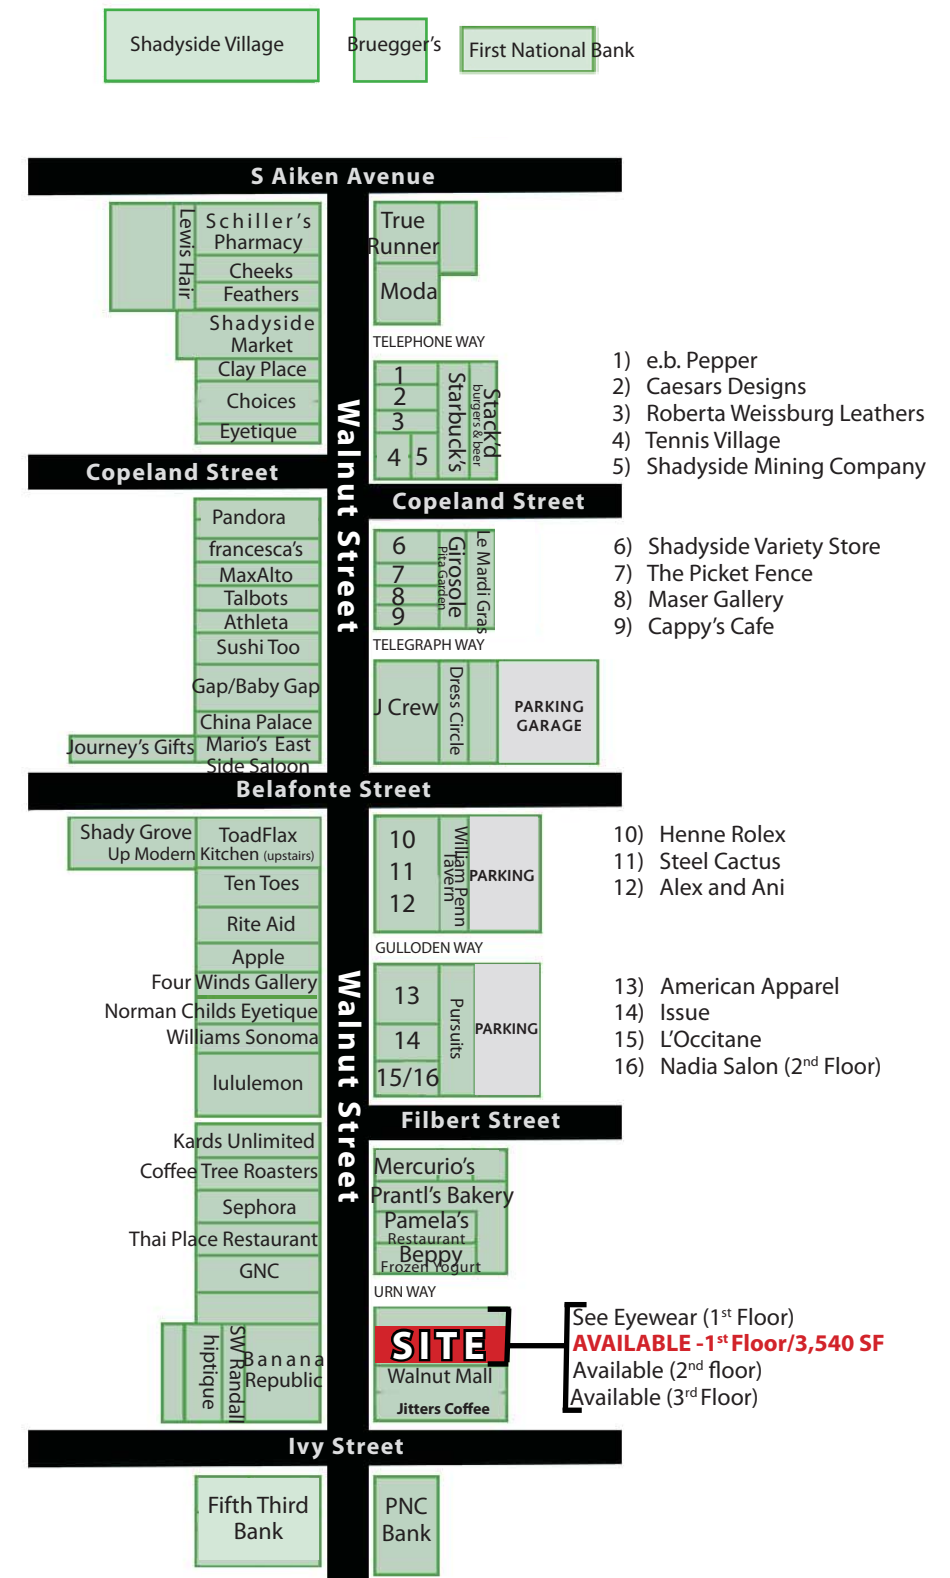 Shadyside Village
Bruegger's
First National Bank
S Aiken Avenue
Lewis Hair
Schiller's
Pharmacy
Cheeks
Feathers
Shadyside
Market
Clay Place
Choices
Eyetique
True
Runner
Moda
TELEPHONE WAY
1
2
3
4
5
Starbuck's
Stack'd
burgers & beer
1) e.b. Pepper
2) Caesars Designs
3) Roberta Weissburg Leathers
4) Tennis Village
5) Shadyside Mining Company
Walnut Street
Copeland Street
Copeland Street
Pandora
francesca's
MaxAlto
Talbots
Athleta
Sushi Too
Gap/Baby Gap
China Palace
Journey's Gifts
Mario's East
Side Saloon
6
7
8
9
Girosole
Pita Garden
Le Mardi Gras
6) Shadyside Variety Store
7) The Picket Fence
8) Maser Gallery
9) Cappy's Cafe
TELEGRAPH WAY
J Crew
Dress Circle
PARKING
GARAGE
Belafonte Street
Shady Grove
ToadFlax
Up Modern Kitchen (upstairs)
Ten Toes
Rite Aid
Apple
Four Winds Gallery
Norman Childs Eyetique
Williams Sonoma
lululemon
10
11
12
William Penn
Tavern
PARKING
10) Henne Rolex
11) Steel Cactus
12) Alex and Ani
GULLODEN WAY
13
14
15/16
Pursuits
PARKING
13) American Apparel
14) Issue
15) L'Occitane
16) Nadia Salon (2nd Floor)
Walnut Street
Filbert Street
Kards Unlimited
Coffee Tree Roasters
Sephora
Thai Place Restaurant
GNC
hiptique
SW Randall
Banana
Republic
Mercurio's
Prantl's Bakery
Pamela's
Restaurant
Beppy
Frozen Yogurt
URN WAY
SITE
Walnut Mall
Jitters Coffee
See Eyewear (1st Floor)
AVAILABLE -1st Floor/3,540 SF
Available (2nd floor)
Available (3rd Floor)
Ivy Street
Fifth Third
Bank
PNC
Bank